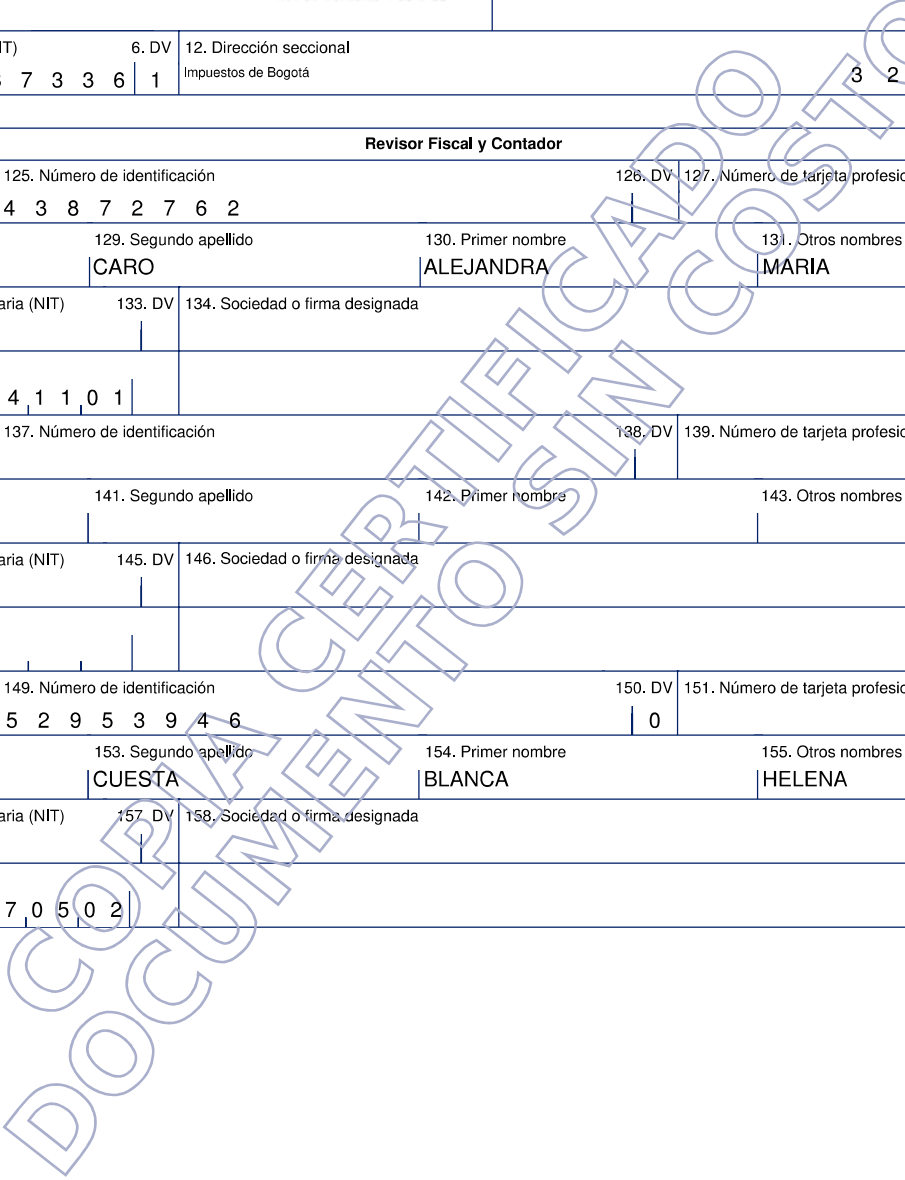 6. DV 12. Dirección seccional
7 3 3 6 1 Impuestos de Bogotá 3 2
Revisor Fiscal y Contador
125. Número de identificación 126. DV 127. Número de tarjeta
4 3 8 7 2 7 6 2
129. Segundo apellido 130. Primer nombre 131. Otros nombres
CARO ALEJANDRA MARIA
(NIT) 133. DV 134. Sociedad o firma designada
4 1 1 0 1
137. Número de identificación 138. DV 139. Número de tarjeta
141. Segundo apellido 142. Primer nombre 143. Otros nombres
(NIT) 145. DV 146. Sociedad o firma designada
149. Número de identificación 150. DV 151. Número de tarjeta
5 2 9 5 3 9 4 6 0
153. Segundo apellido 154. Primer nombre 155. Otros nombres
CUESTA BLANCA HELENA
(NIT) 157. DV 158. Sociedad o firma designada
7 0 5 0 2
COPIA CERTIFICADO
DOCUMENTO SIN COSTO